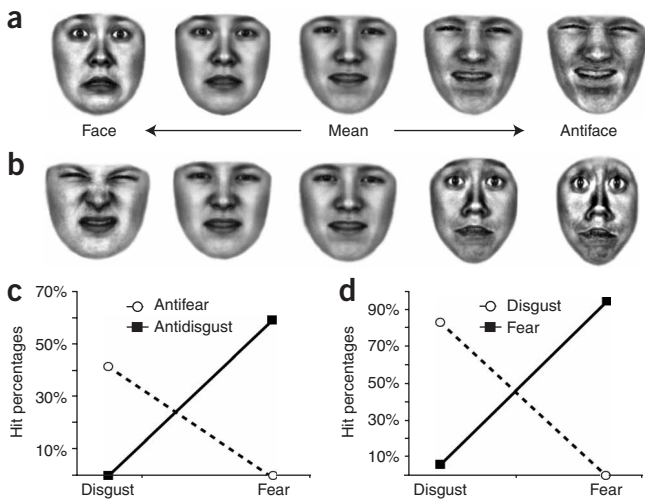 a
Face Mean Antiface
b
c
70%
50%
30%
10%
Hit percentages
Antifear
Antidisgust
Disgust Fear
d
90%
70%
50%
30%
10%
Hit percentages
Disgust
Fear
Disgust Fear